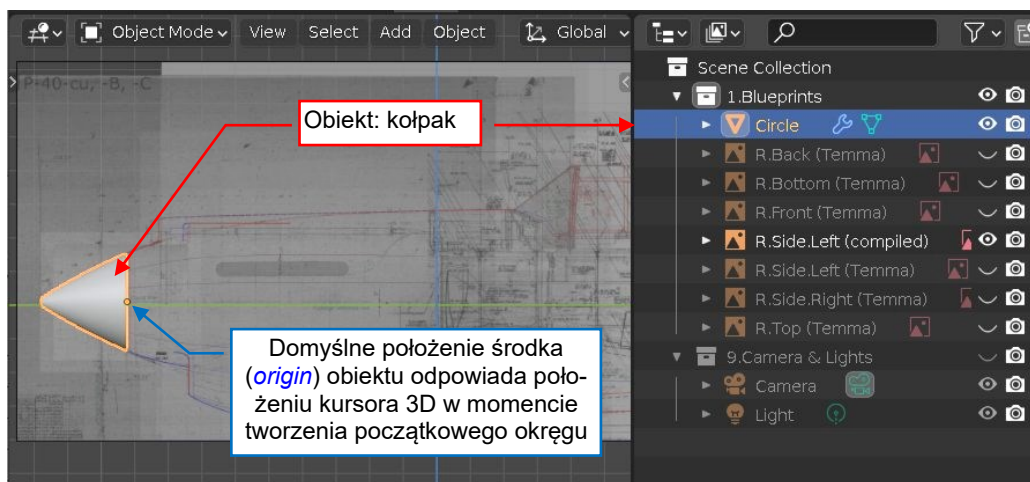 Object Mode View Select Add Object Global
P-40-cu, -B, -C
Obiekt: kołpak
Domyślne położenie środka
(origin) obiektu odpowiada poło-
żeniu kursora 3D w momencie
tworzenia początkowego okręgu
Scene Collection
1.Blueprints
Circle
R.Back (Temma)
R.Bottom (Temma)
R.Front (Temma)
R.Side.Left (compiled)
R.Side.Left (Temma)
R.Side.Right (Temma)
R.Top (Temma)
9.Camera & Lights
Camera
Light